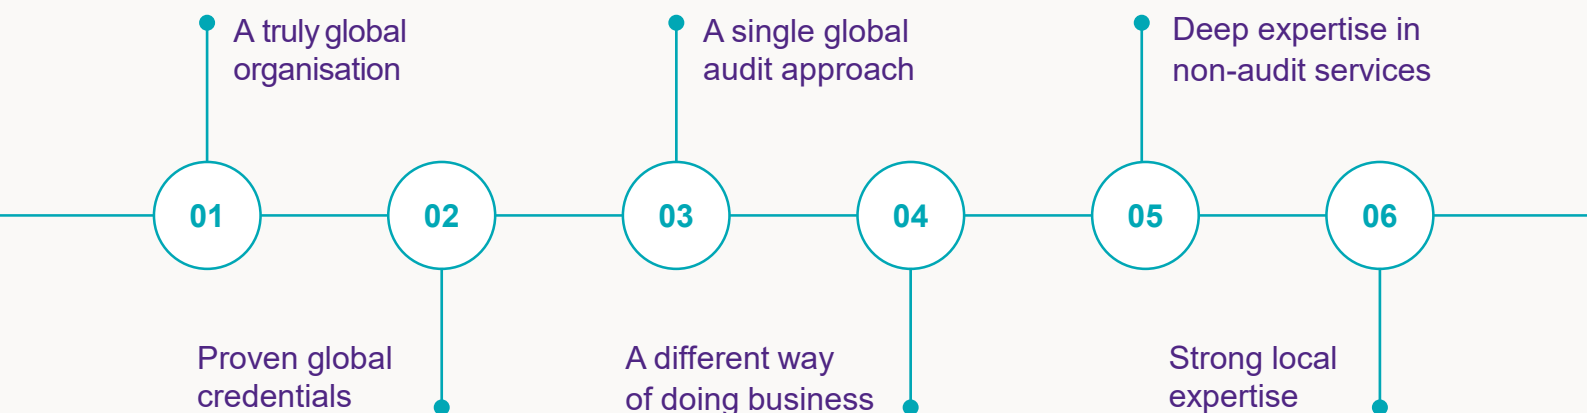 A truly global
organisation
A single global
audit approach
Deep expertise in
non-audit services
01
02
03
04
05
06
Proven global
credentials
A different way
of doing business
Strong local
expertise